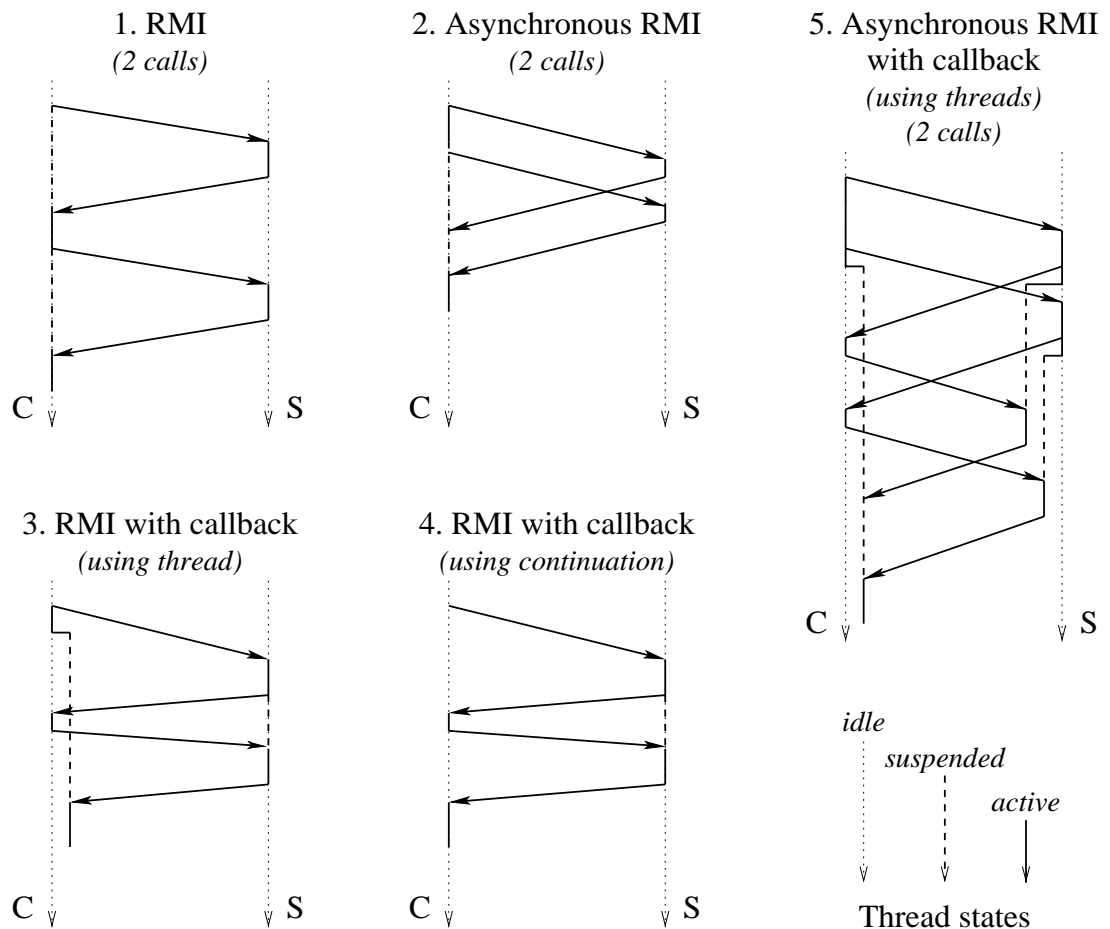 1. RMI
(2 calls)
2. Asynchronous RMI
(2 calls)
5. Asynchronous RMI
with callback
(using threads)
(2 calls)
C
S
C
S
3. RMI with callback
(using thread)
4. RMI with callback
(using continuation)
C
S
idle
suspended
active
C
S
C
S
Thread states